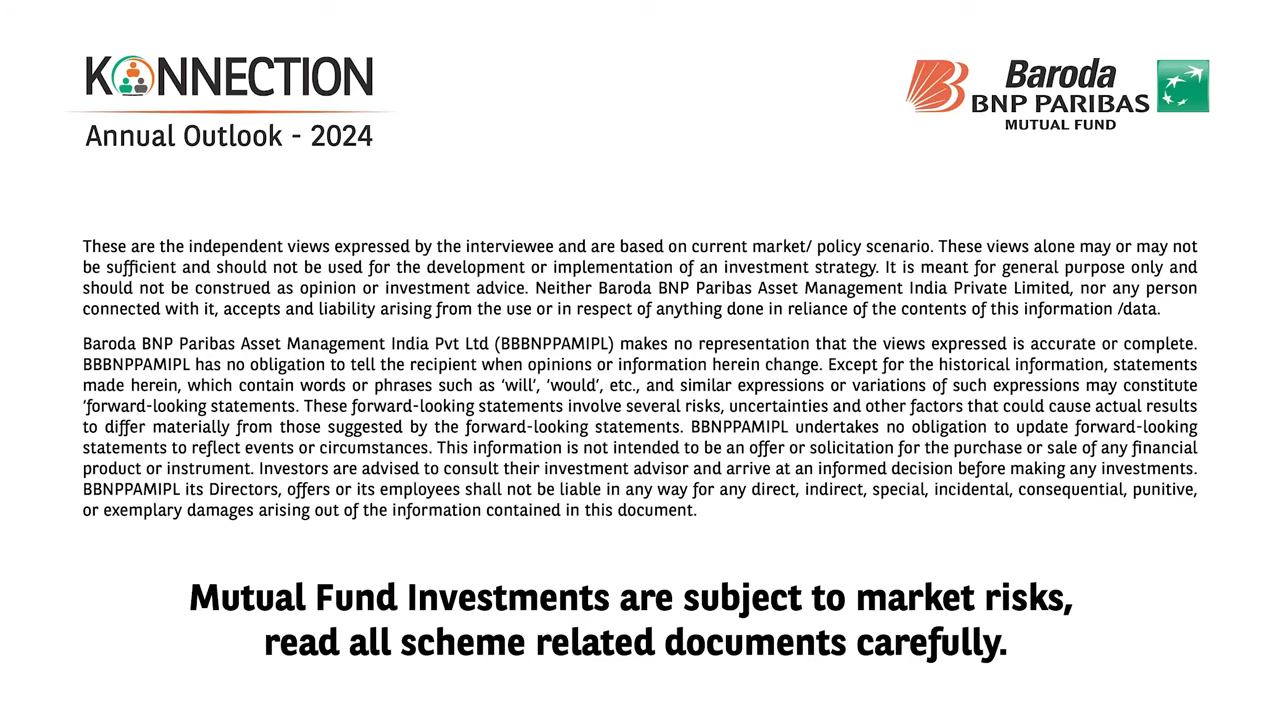 KONNECTION
Annual Outlook - 2024
Baroda
BNP PARIBAS
MUTUAL FUND
These are the independent views expressed by the interviewee and are based on current market/ policy scenario. These views alone may or may not
be sufficient and should not be used for the development or implementation of an investment strategy. It is meant for general purpose only and
should not be construed as opinion or investment advice. Neither Baroda BNP Paribas Asset Management India Private Limited, nor any person
connected with it, accepts and liability arising from the use or in respect of anything done in reliance of the contents of this information /data.
Baroda BNP Paribas Asset Management India Pvt Ltd (BBBNPPAMIPL) makes no representation that the views expressed is accurate or complete.
BBBNPPAMIPL has no obligation to tell the recipient when opinions or information herein change. Except for the historical information, statements
made herein, which contain words or phrases such as ‘will’, ‘would’, etc., and similar expressions or variations of such expressions may constitute
‘forward-looking statements. These forward-looking statements involve several risks, uncertainties and other factors that could cause actual results
to differ materially from those suggested by the forward-looking statements. BBNPPAMIPL undertakes no obligation to update forward-looking
statements to reflect events or circumstances. This information is not intended to be an offer or solicitation for the purchase or sale of any financial
product or instrument. Investors are advised to consult their investment advisor and arrive at an informed decision before making any investments.
BBNPPAMIPL its Directors, offers or its employees shall not be liable in any way for any direct, indirect, special, incidental, consequential, punitive,
or exemplary damages arising out of the information contained in this document.
Mutual Fund Investments are subject to market risks,
read all scheme related documents carefully.